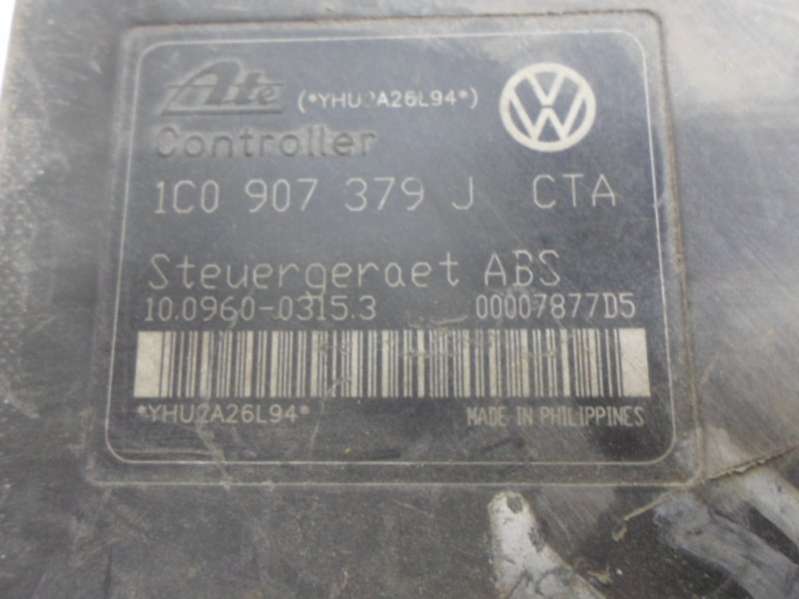 Ate (*YHU2A26L94*)
Controller
1C0 907 379 J CTA
Steuergeraet ABS
10.0960-0315.3 00007877D5
*YHU2A26L94* MADE IN PHILIPPINES